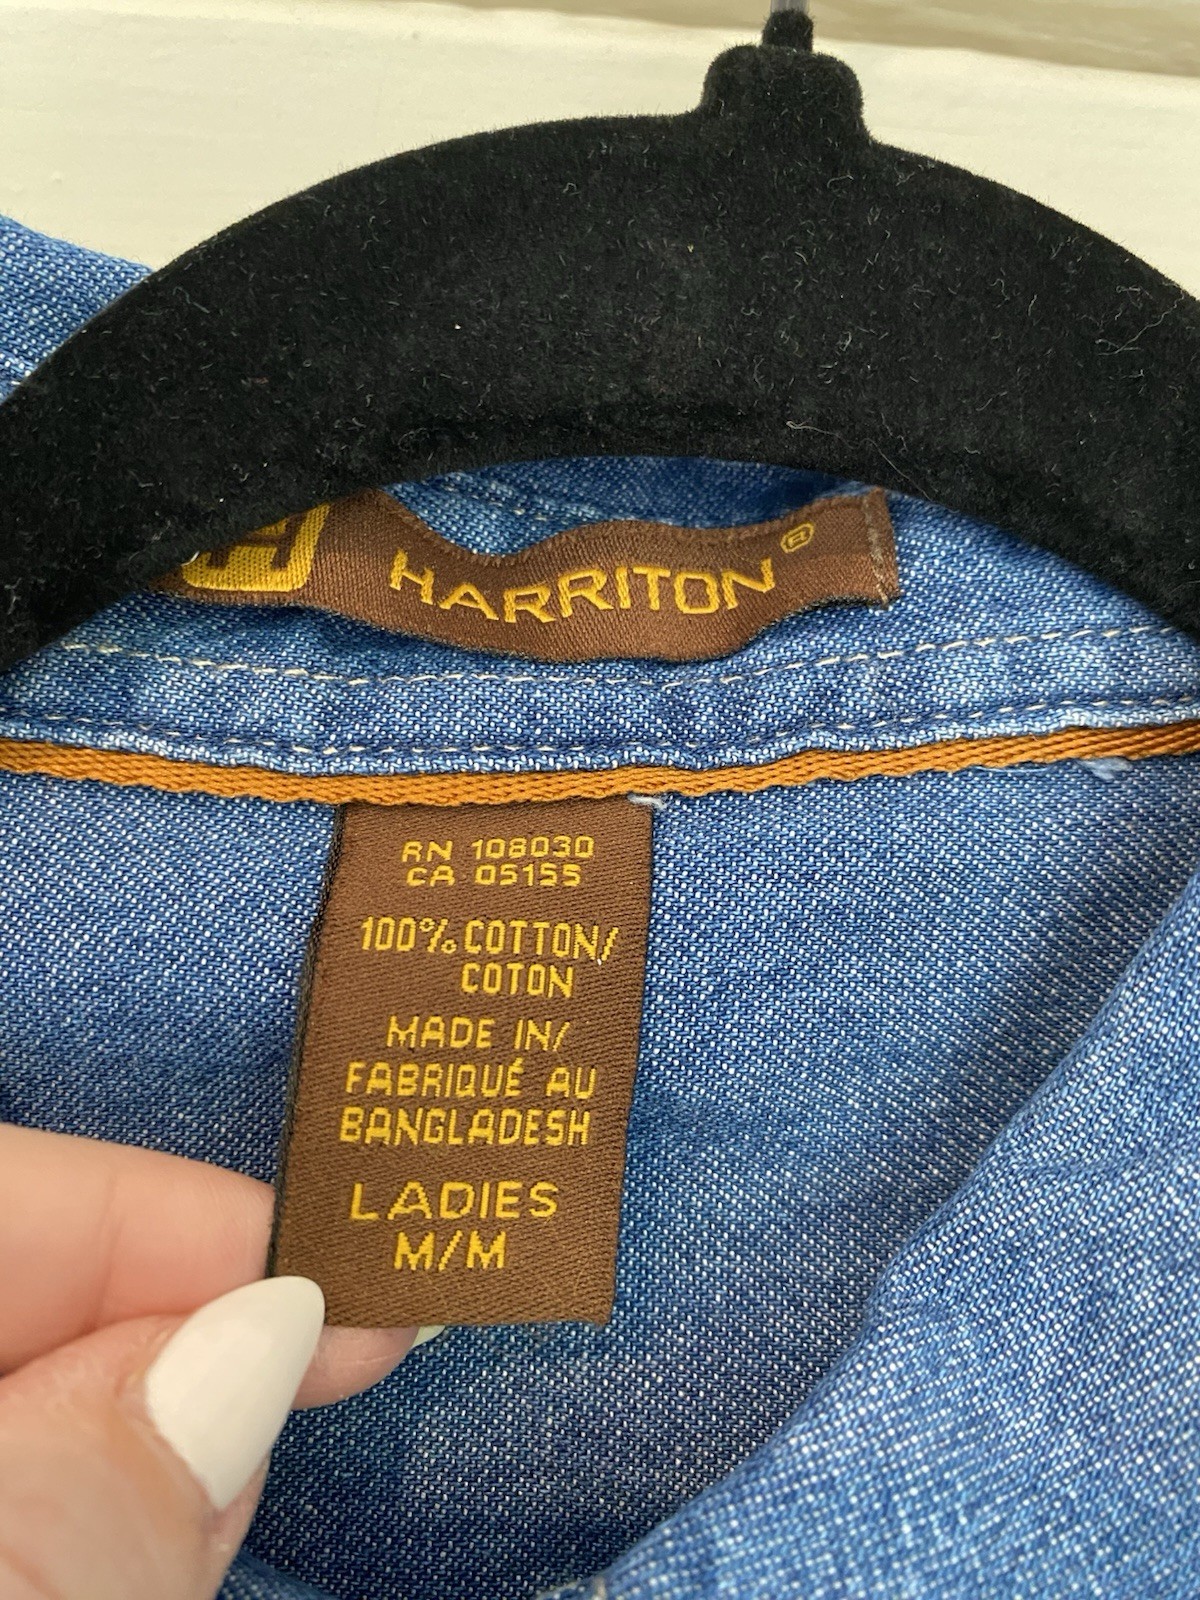 H HARRITON®
RN 108030
CA 05155
100% COTTON/
COTON
MADE IN/
FABRIQUÉ AU
BANGLADESH
LADIES
M/M